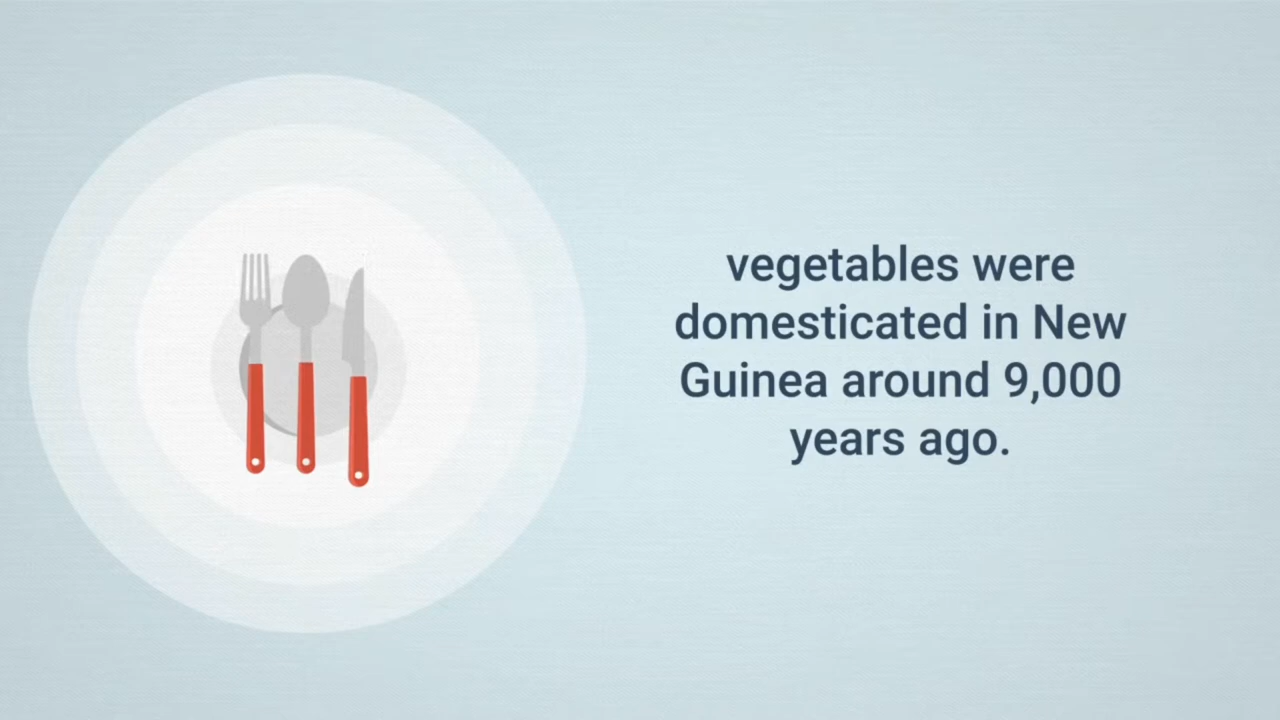 vegetables were
domesticated in New
Guinea around 9,000
years ago.